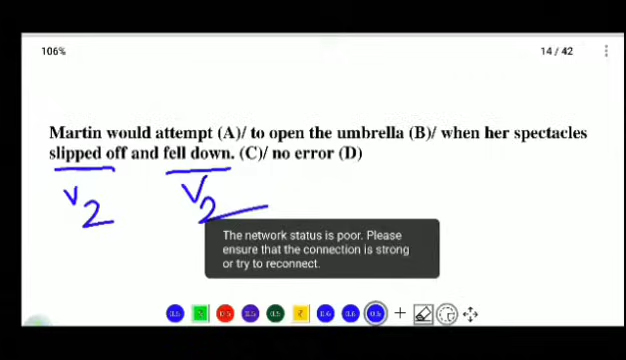 106%
14 / 42
Martin would attempt (A)/ to open the umbrella (B)/ when her spectacles
slipped off and fell down. (C)/ no error (D)
V2
V2
The network status is poor. Please
ensure that the connection is strong
or try to reconnect.